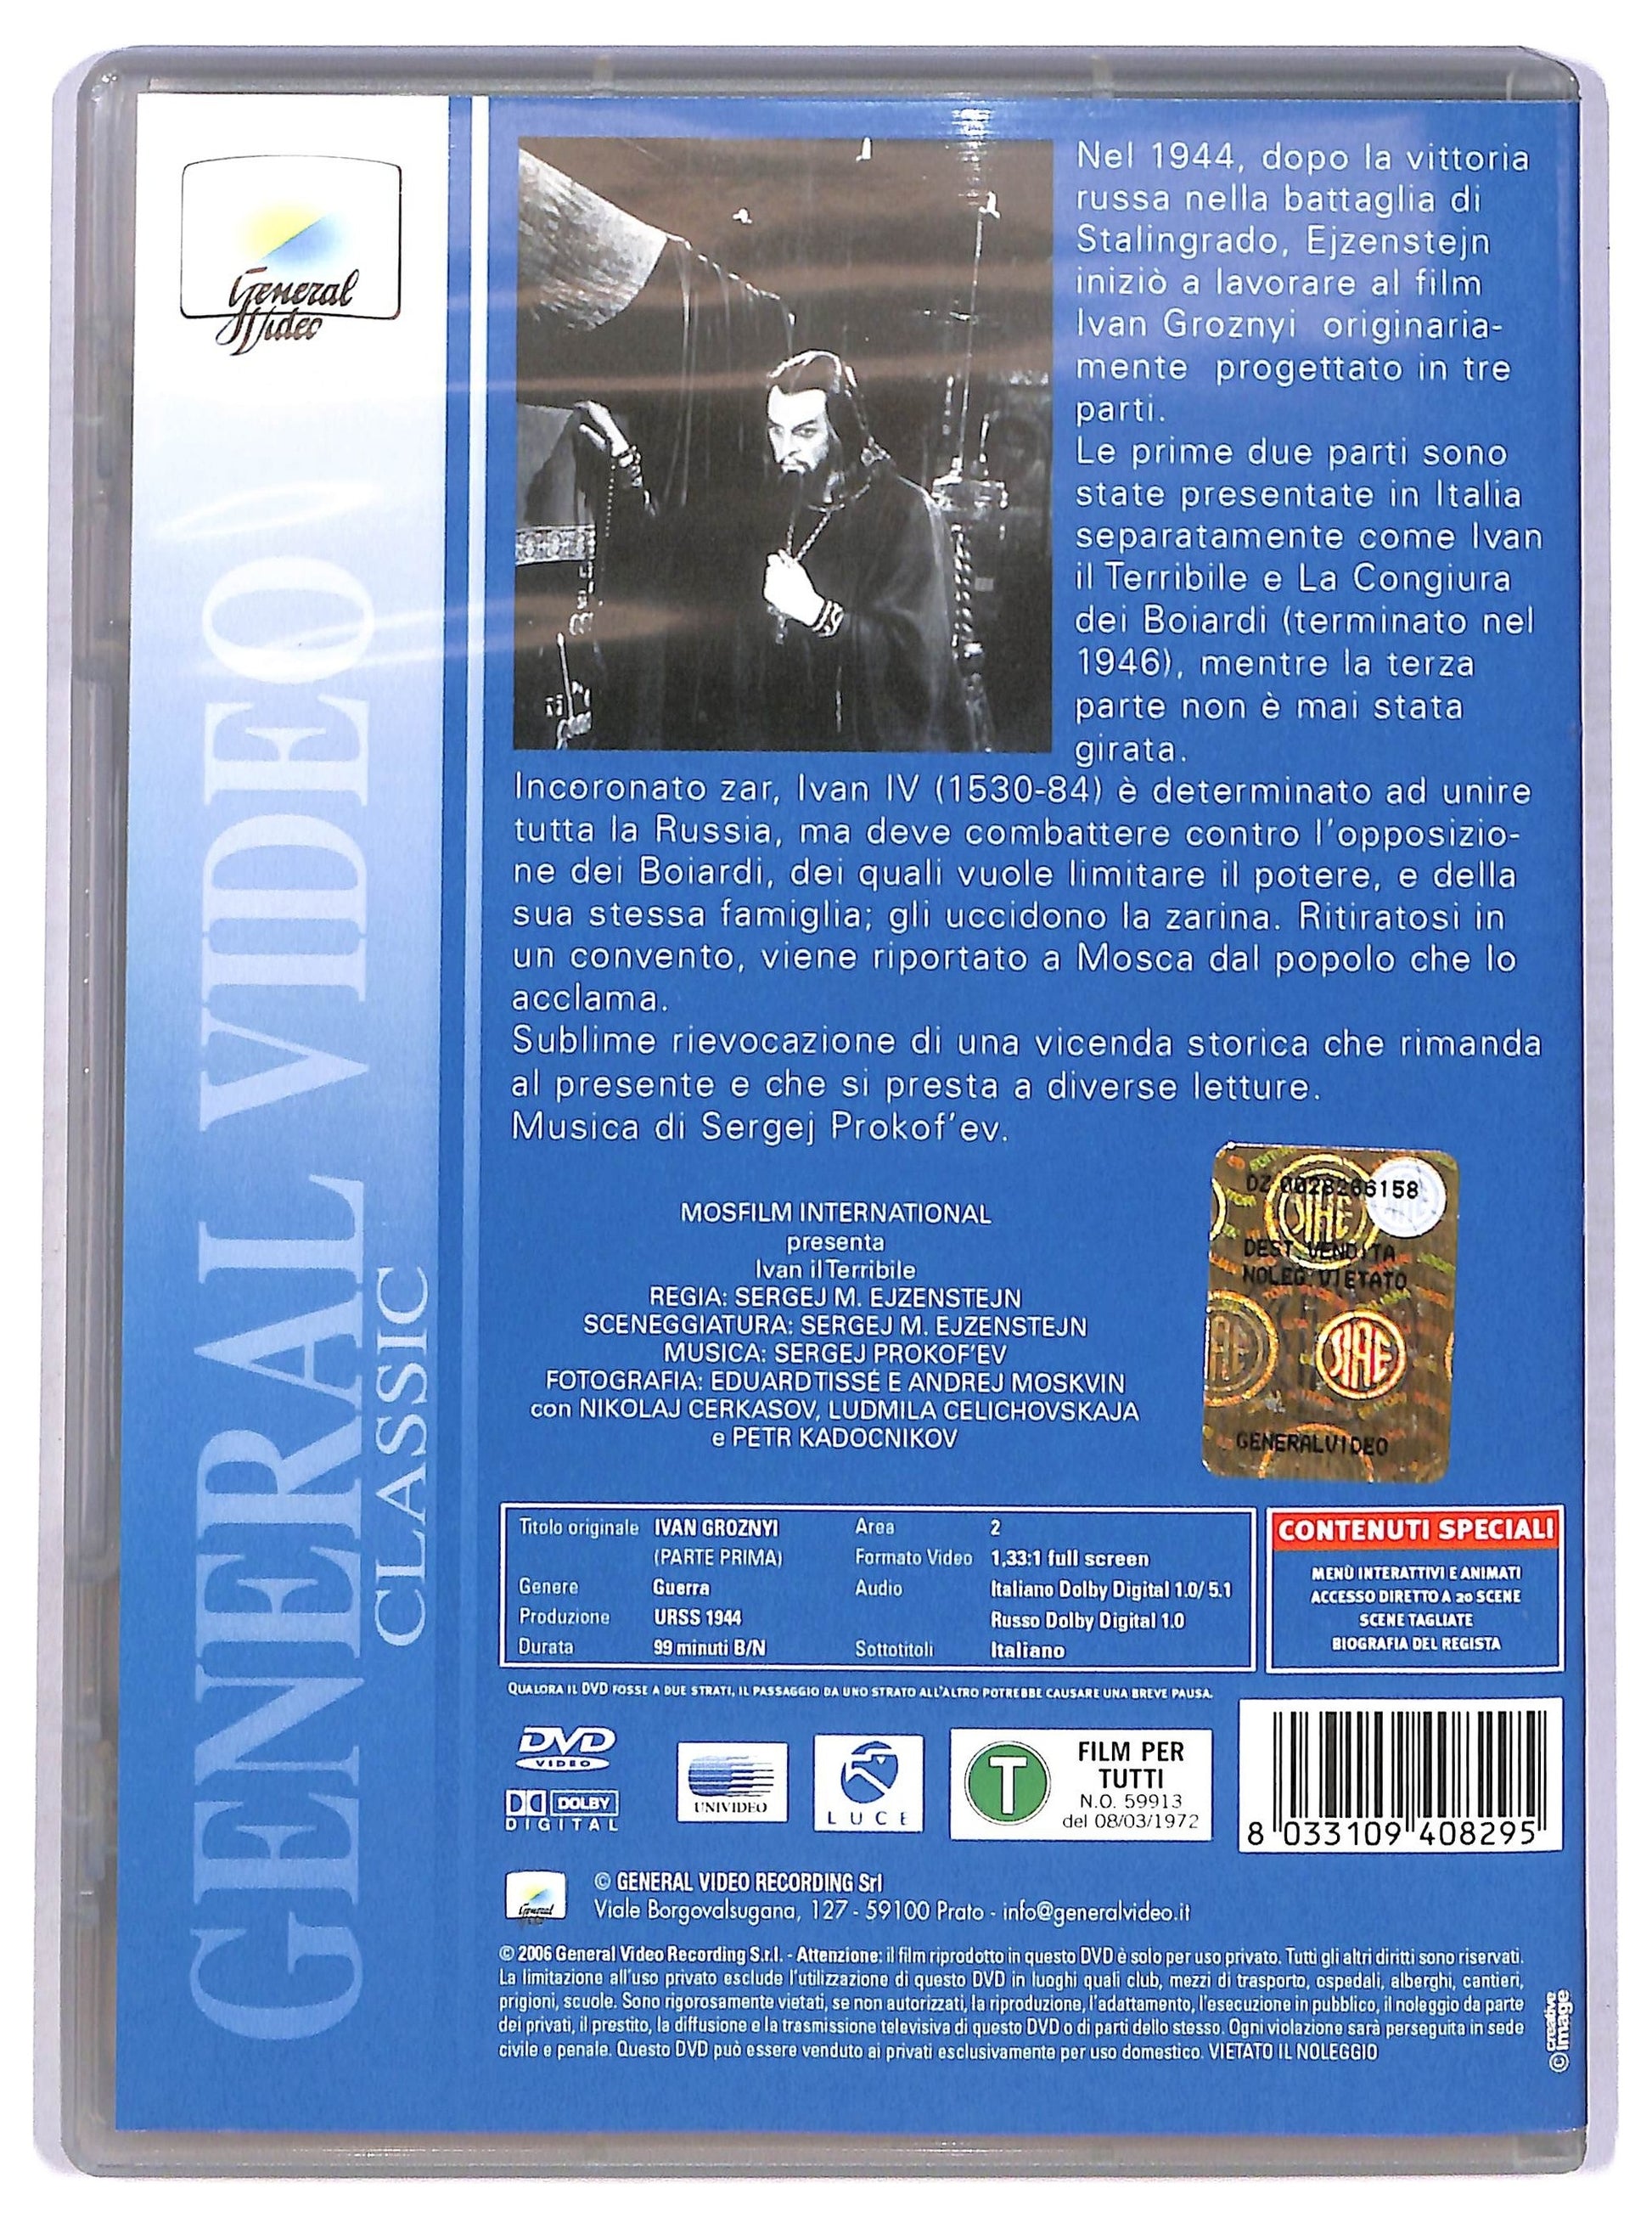 General
Video
GENERAL VIDEO
CLASSIC
Nel 1944, dopo la vittoria
russa nella battaglia di
Stalingrado, Ejzenstejn
iniziò a lavorare al film
Ivan Groznyi originaria-
mente progettato in tre
parti.
Le prime due parti sono
state presentate in Italia
separatamente come Ivan
il Terribile e La Congiura
dei Boiardi (terminato nel
1946), mentre la terza
parte non è mai stata
girata.
Incoronato zar, Ivan IV (1530-84) è determinato ad unire
tutta la Russia, ma deve combattere contro l'opposizio-
ne dei Boiardi, dei quali vuole limitare il potere, e della
sua stessa famiglia; gli uccidono la zarina. Ritiratosi in
un convento, viene riportato a Mosca dal popolo che lo
acclama.
Sublime rievocazione di una vicenda storica che rimanda
al presente e che si presta a diverse letture.
Musica di Sergej Prokof'ev.
MOSFILM INTERNATIONAL
presenta
Ivan il Terribile
REGIA: SERGEJ M. EJZENSTEJN
SCENEGGIATURA: SERGEJ M. EJZENSTEJN
MUSICA: SERGEJ PROKOF'EV
FOTOGRAFIA: EDUARD TISSÉ E ANDREJ MOSKVIN
con NIKOLAJ CERKASOV, LUDMILA CELICHOVSKAJA
e PETR KADOCNIKOV
DZ 0028266158
SIAE
DEST.VENDITA
NOLEG.VIETATO
SIAE
GENERALVIDEO
Titolo originale IVAN GROZNYI Area 2
(PARTE PRIMA) Formato Video 1,33:1 full screen
Genere Guerra Audio Italiano Dolby Digital 1.0/ 5.1
Produzione URSS 1944 Russo Dolby Digital 1.0
Durata 99 minuti B/N Sottotitoli Italiano
CONTENUTI SPECIALI
MENÙ INTERATTIVI E ANIMATI
ACCESSO DIRETTO A 20 SCENE
SCENE TAGLIATE
BIOGRAFIA DEL REGISTA
QUALORA IL DVD FOSSE A DUE STRATI, IL PASSAGGIO DA UNO STRATO ALL'ALTRO POTREBBE CAUSARE UNA BREVE PAUSA.
DVD
VIDEO
DOLBY
DIGITAL
UNIVIDEO
LUCE
T
FILM PER
TUTTI
N.O. 59913
del 08/03/1972
8 033109 408295
© GENERAL VIDEO RECORDING Srl
Viale Borgovalsugana, 127 - 59100 Prato - info@generalvideo.it
© 2006 General Video Recording S.r.l. - Attenzione: il film riprodotto in questo DVD è solo per uso privato. Tutti gli altri diritti sono riservati.
La limitazione all'uso privato esclude l'utilizzazione di questo DVD in luoghi quali club, mezzi di trasporto, ospedali, alberghi, cantieri,
prigioni, scuole. Sono rigorosamente vietati, se non autorizzati, la riproduzione, l'adattamento, l'esecuzione in pubblico, il noleggio da parte
dei privati, il prestito, la diffusione e la trasmissione televisiva di questo DVD o di parti dello stesso. Ogni violazione sarà perseguita in sede
civile e penale. Questo DVD può essere venduto ai privati esclusivamente per uso domestico. VIETATO IL NOLEGGIO
© creative image